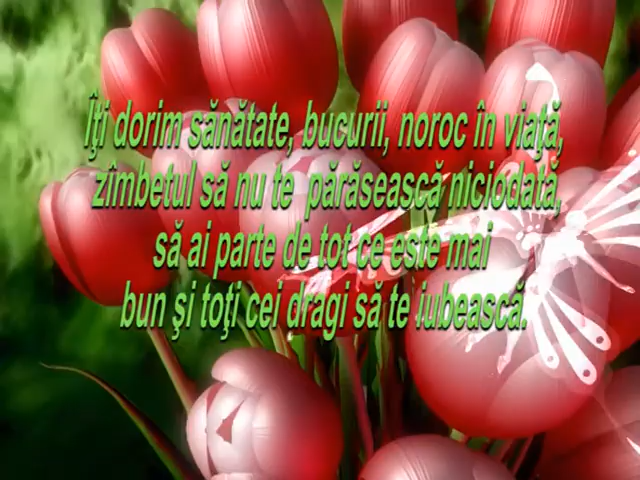 Îţi dorim sănătate, bucurii, noroc în viaţă,
zîmbetul să nu te părăsească niciodată,
să ai parte de tot ce este mai
bun şi toţi cei dragi să te iubească.